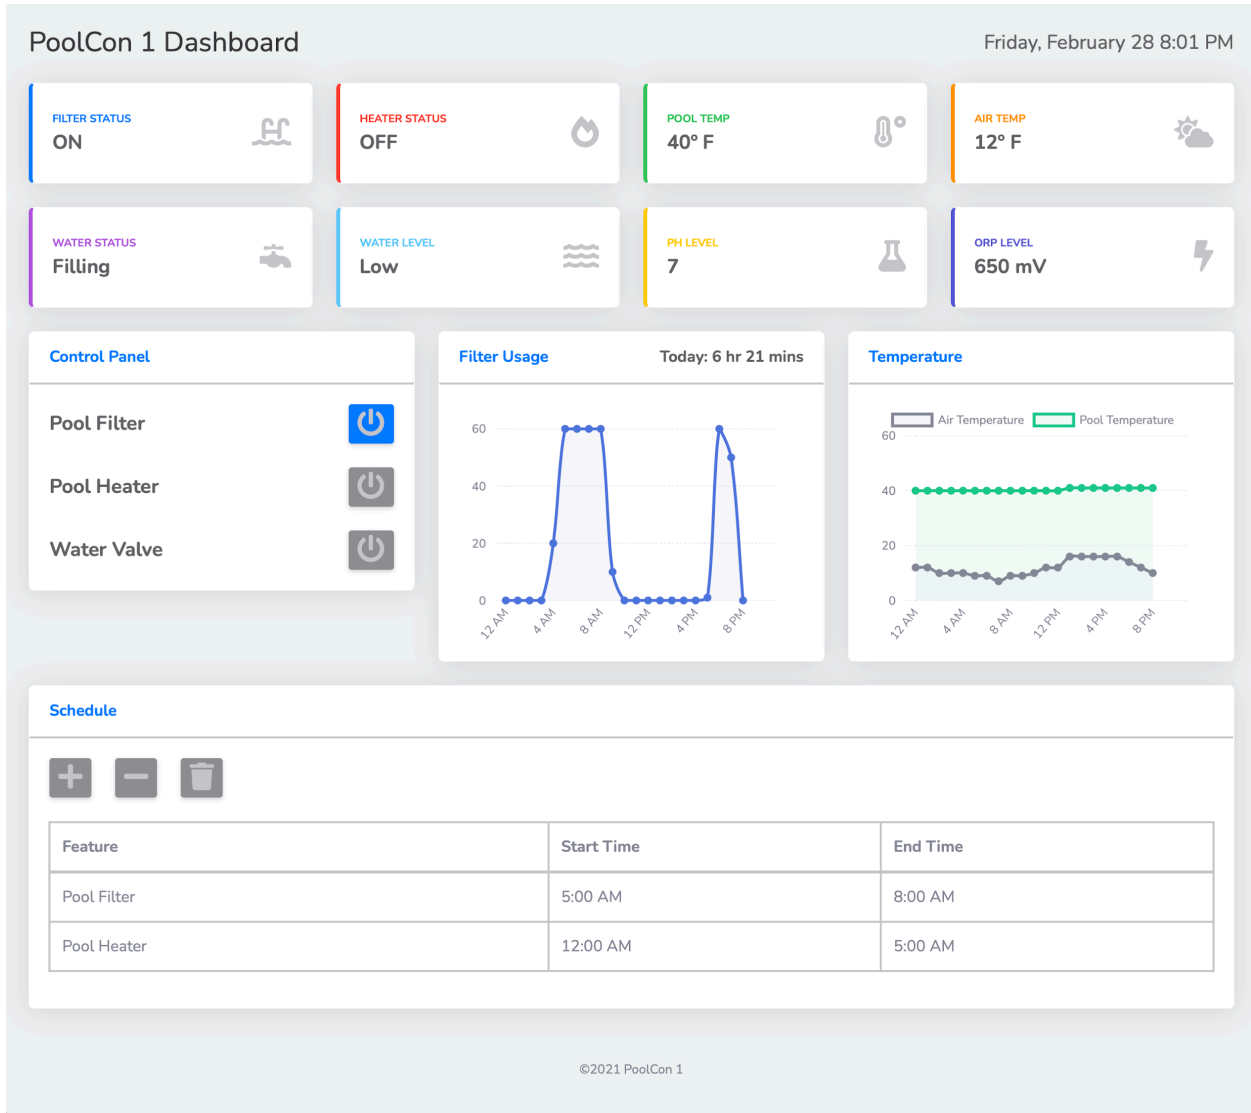 PoolCon 1 Dashboard
Friday, February 28 8:01 PM
FILTER STATUS
ON
HEATER STATUS
OFF
POOL TEMP
40° F
AIR TEMP
12° F
WATER STATUS
Filling
WATER LEVEL
Low
PH LEVEL
7
ORP LEVEL
650 mV
Control Panel
Pool Filter
Pool Heater
Water Valve
Filter Usage
Today: 6 hr 21 mins
60
40
20
0
12 AM
4 AM
8 AM
12 PM
4 PM
8 PM
Temperature
Air Temperature
Pool Temperature
60
40
20
0
12 AM
4 AM
8 AM
12 PM
4 PM
8 PM
Schedule
Feature Start Time End Time
Pool Filter 5:00 AM 8:00 AM
Pool Heater 12:00 AM 5:00 AM
©2021 PoolCon 1